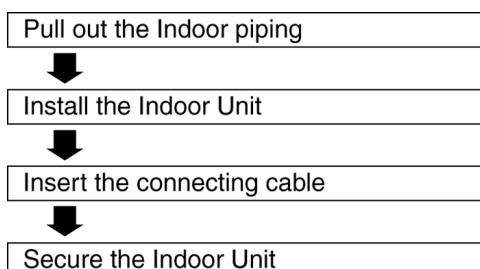 Pull out the Indoor piping
Install the Indoor Unit
Insert the connecting cable
Secure the Indoor Unit